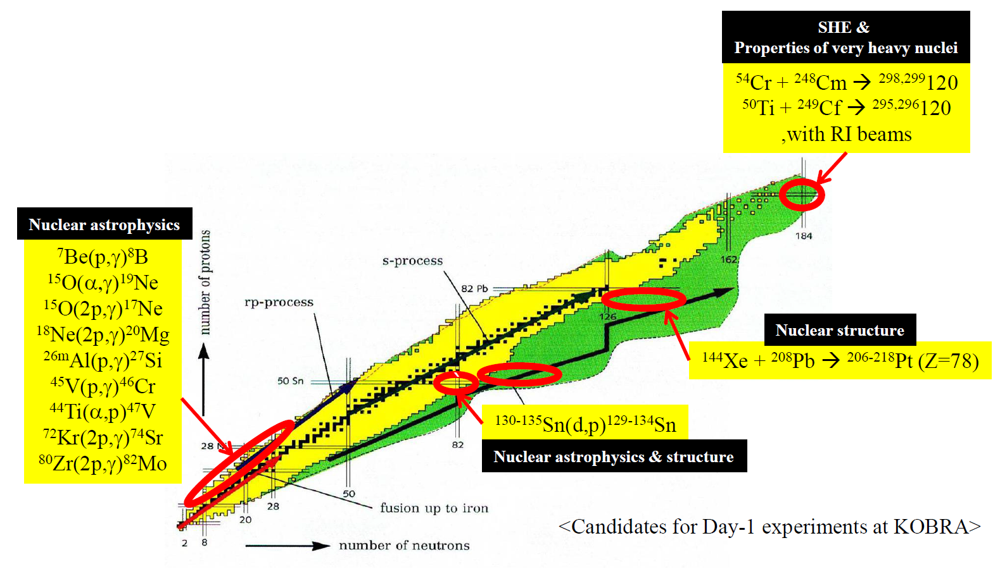 SHE &
Properties of very heavy nuclei
⁵⁴Cr + ²⁴⁸Cm → ²⁹⁸,²⁹⁹120
⁵⁰Ti + ²⁴⁹Cf → ²⁹⁵,²⁹⁶120
,with RI beams
Nuclear astrophysics
⁷Be(p,γ)⁸B
¹⁵O(α,γ)¹⁹Ne
¹⁵O(2p,γ)¹⁷Ne
¹⁸Ne(2p,γ)²⁰Mg
²⁶ᵐAl(p,γ)²⁷Si
⁴⁵V(p,γ)⁴⁶Cr
⁴⁴Ti(α,p)⁴⁷V
⁷²Kr(2p,γ)⁷⁴Sr
⁸⁰Zr(2p,γ)⁸²Mo
number of protons
184
162
s-process
82 Pb
rp-process
126
Nuclear structure
¹⁴⁴Xe + ²⁰⁸Pb → ²⁰⁶⁻²¹⁸Pt (Z=78)
50 Sn
¹³⁰⁻¹³⁵Sn(d,p)¹²⁹⁻¹³⁴Sn
Nuclear astrophysics & structure
28
82
50
28
20
fusion up to iron
2
8
number of neutrons
<Candidates for Day-1 experiments at KOBRA>